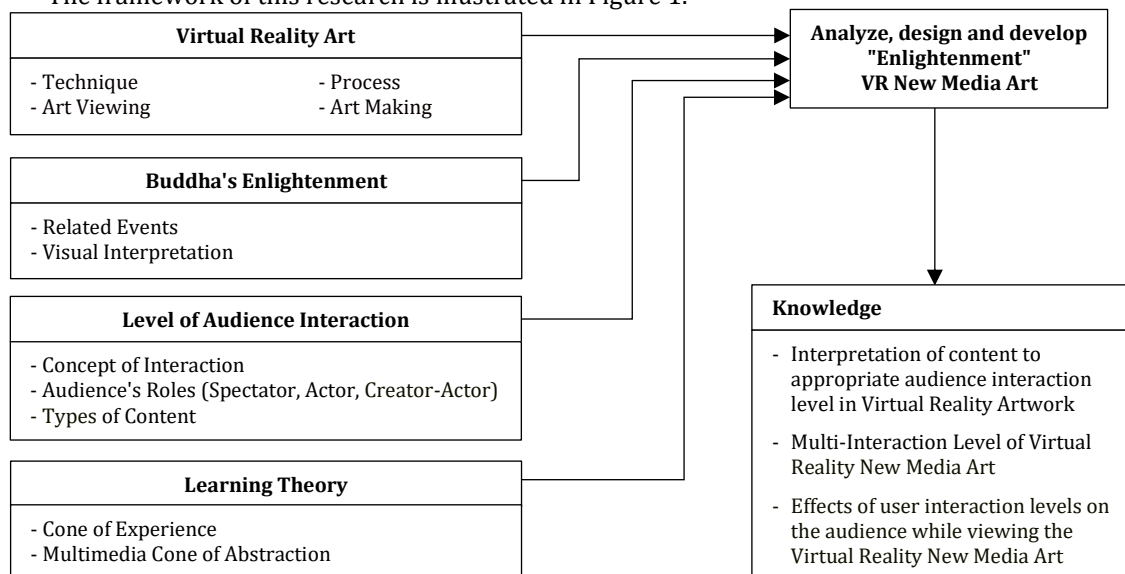 The framework of this research is illustrated in Figure 1.
Virtual Reality Art
- Technique - Process
- Art Viewing - Art Making
Buddha's Enlightenment
- Related Events
- Visual Interpretation
Level of Audience Interaction
- Concept of Interaction
- Audience's Roles (Spectator, Actor, Creator-Actor)
- Types of Content
Learning Theory
- Cone of Experience
- Multimedia Cone of Abstraction
Analyze, design and develop
"Enlightenment"
VR New Media Art
Knowledge
- Interpretation of content to
appropriate audience interaction
level in Virtual Reality Artwork
- Multi-Interaction Level of Virtual
Reality New Media Art
- Effects of user interaction levels on
the audience while viewing the
Virtual Reality New Media Art